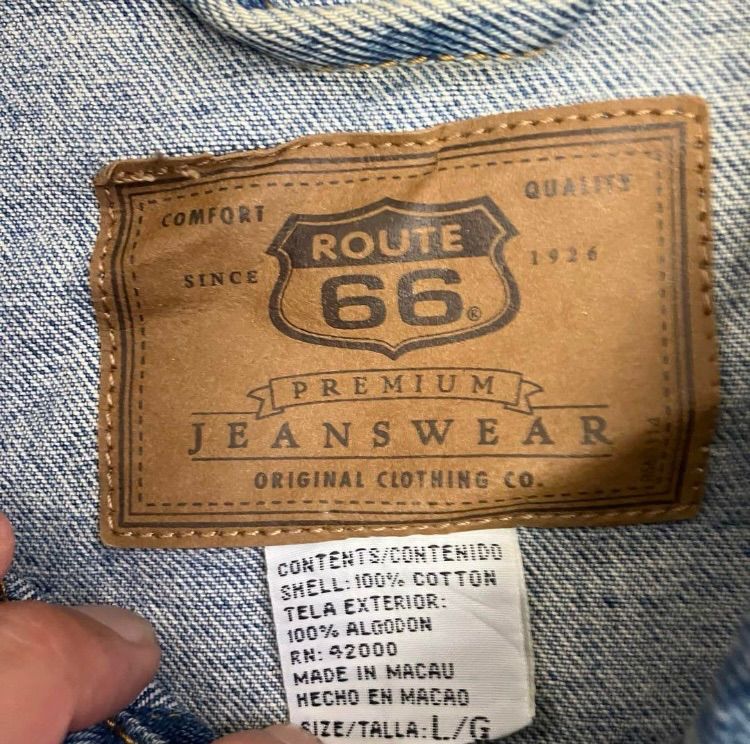 COMFORT QUALITY
ROUTE
SINCE 1926
66®
PREMIUM
JEANSWEAR
ORIGINAL CLOTHING CO.
CONTENTS/CONTENIDO
SHELL: 100% COTTON
TELA EXTERIOR:
100% ALGODON
RN: 42000
MADE IN MACAU
HECHO EN MACAO
SIZE/TALLA: L/G